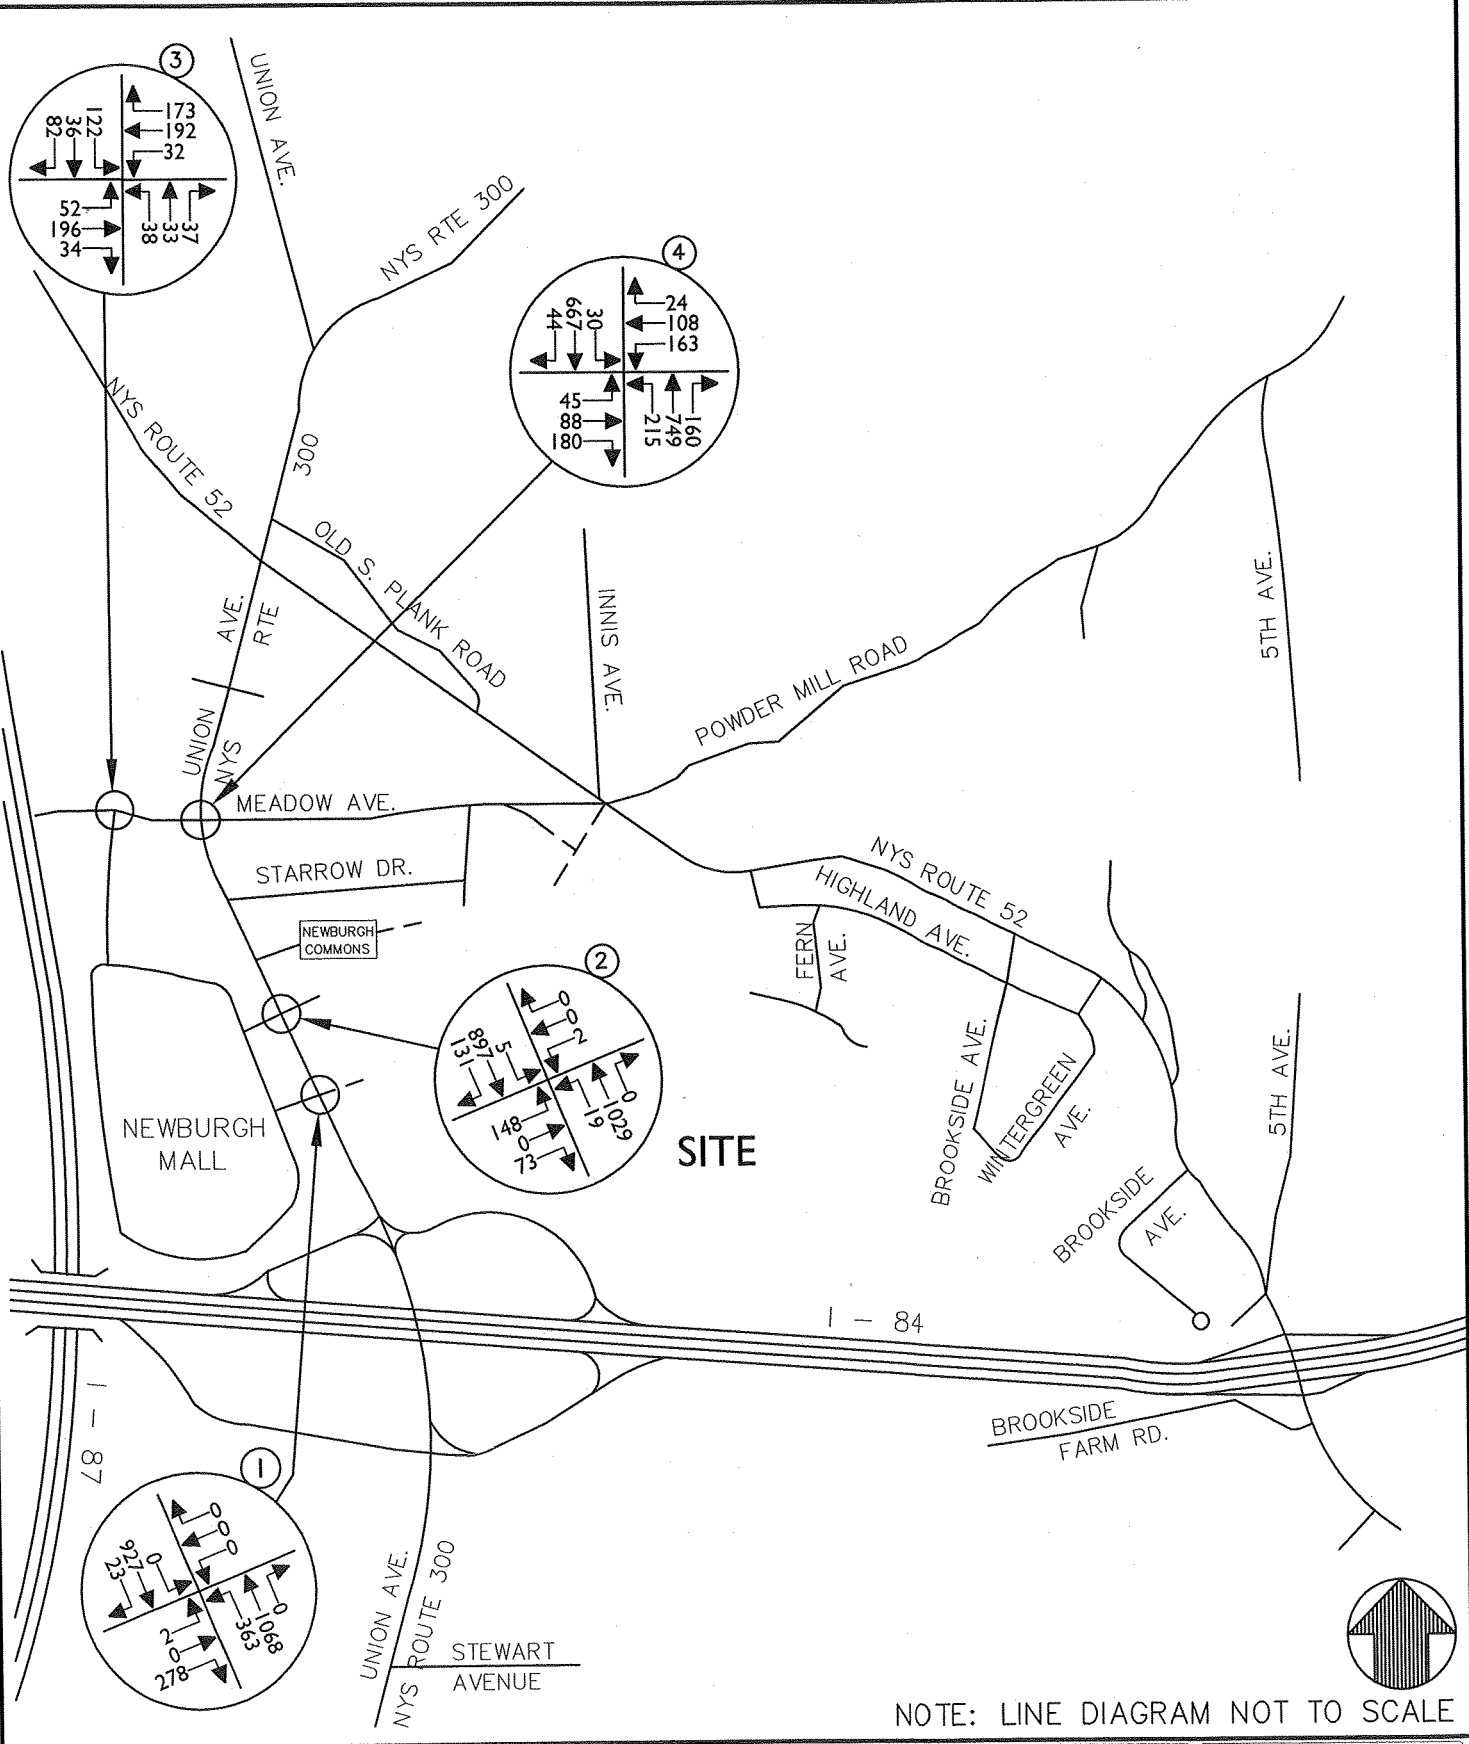 3
173
192
32
82
36
122
52
196
34
38
33
37
UNION AVE.
NYS RTE 300
4
24
108
163
44
667
30
45
88
180
215
749
160
NYS ROUTE 52
300
OLD S. PLANK ROAD
AVE.
RTE
INNIS AVE.
5TH AVE.
POWDER MILL ROAD
UNION
NYS
MEADOW AVE.
STARROW DR.
NYS ROUTE 52
HIGHLAND AVE.
NEWBURGH
COMMONS
FERN
AVE.
2
0
0
2
131
897
5
148
0
73
19
1029
0
SITE
NEWBURGH
MALL
BROOKSIDE AVE.
WINTERGREEN
AVE.
5TH AVE.
BROOKSIDE
AVE.
I - 84
I - 87
BROOKSIDE
FARM RD.
1
0
0
0
23
927
0
2
0
278
363
1068
0
UNION AVE.
NYS ROUTE 300
STEWART
AVENUE
NOTE: LINE DIAGRAM NOT TO SCALE